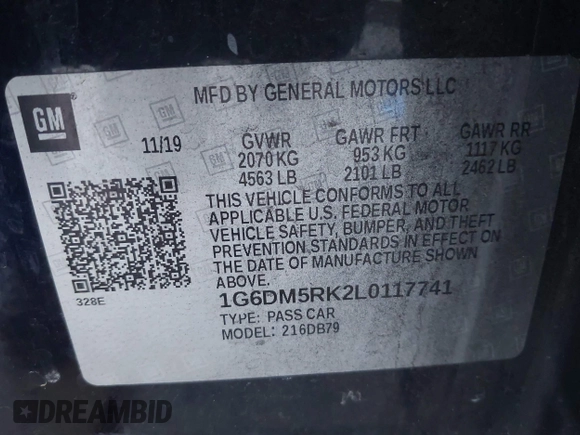 GM
MFD BY GENERAL MOTORS LLC
11/19 GVWR GAWR FRT GAWR RR
2070 KG 953 KG 1117 KG
4563 LB 2101 LB 2462 LB
THIS VEHICLE CONFORMS TO ALL
APPLICABLE U.S. FEDERAL MOTOR
VEHICLE SAFETY, BUMPER, AND THEFT
PREVENTION STANDARDS IN EFFECT ON
THE DATE OF MANUFACTURE SHOWN
ABOVE.
328E
1G6DM5RK2L0117741
TYPE: PASS CAR
MODEL: 216DB79
DREAMBID